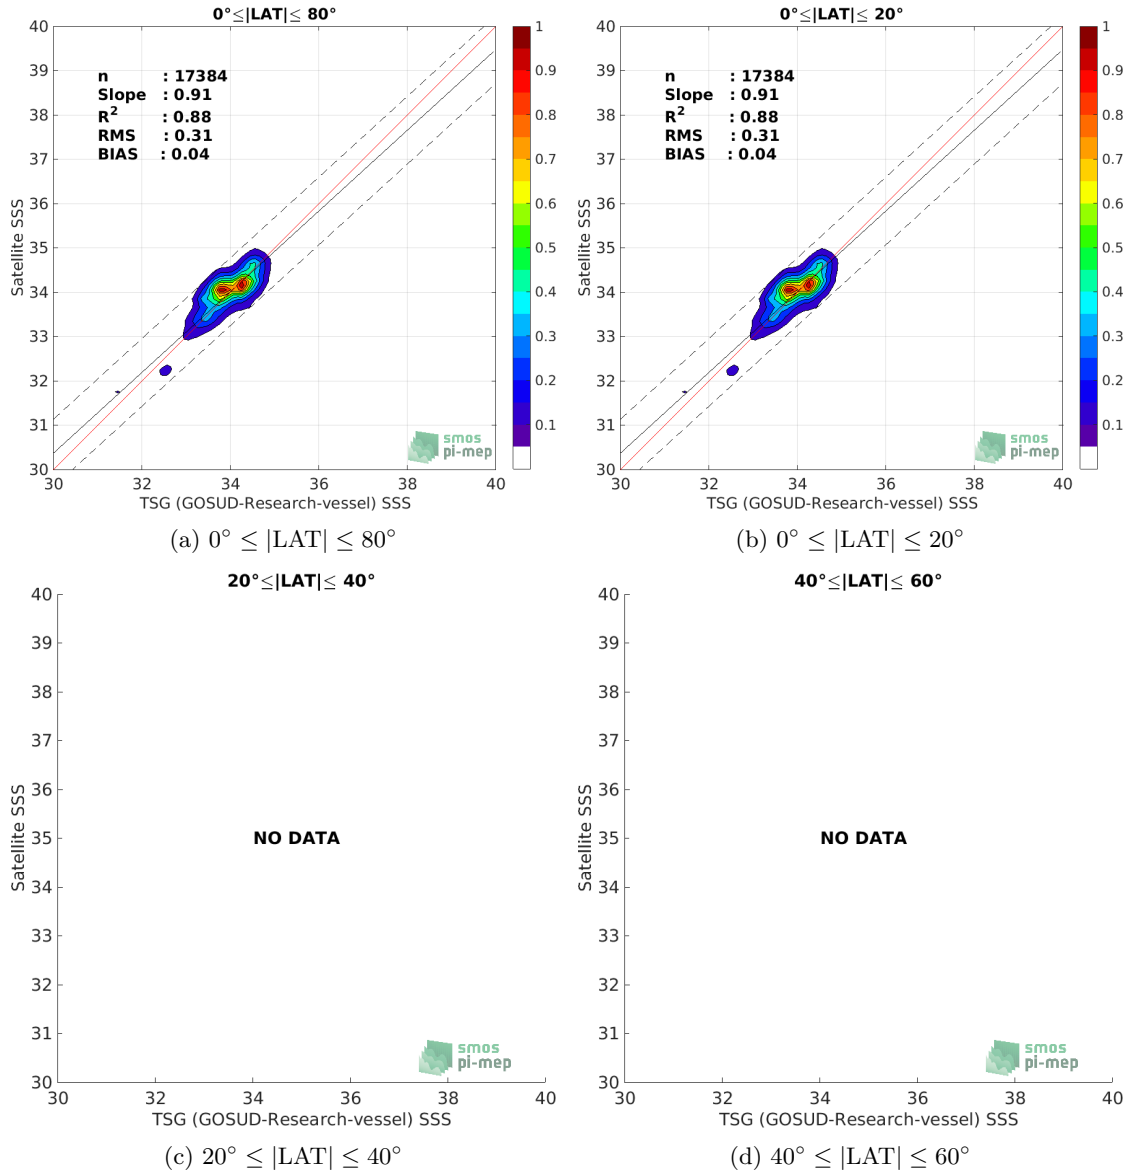 0°≤|LAT|≤ 80°
40
39
38
37
36
35
34
33
32
31
30
Satellite SSS
n : 17384
Slope : 0.91
R² : 0.88
RMS : 0.31
BIAS : 0.04
1
0.9
0.8
0.7
0.6
0.5
0.4
0.3
0.2
0.1
smos
pi-mep
30 32 34 36 38 40
TSG (GOSUD-Research-vessel) SSS
(a) 0° ≤ |LAT| ≤ 80°
0°≤|LAT|≤ 20°
40
39
38
37
36
35
34
33
32
31
30
Satellite SSS
n : 17384
Slope : 0.91
R² : 0.88
RMS : 0.31
BIAS : 0.04
1
0.9
0.8
0.7
0.6
0.5
0.4
0.3
0.2
0.1
smos
pi-mep
30 32 34 36 38 40
TSG (GOSUD-Research-vessel) SSS
(b) 0° ≤ |LAT| ≤ 20°
20°≤|LAT|≤ 40°
40
39
38
37
36
35
34
33
32
31
30
Satellite SSS
NO DATA
smos
pi-mep
30 32 34 36 38 40
TSG (GOSUD-Research-vessel) SSS
(c) 20° ≤ |LAT| ≤ 40°
40°≤|LAT|≤ 60°
40
39
38
37
36
35
34
33
32
31
30
Satellite SSS
NO DATA
smos
pi-mep
30 32 34 36 38 40
TSG (GOSUD-Research-vessel) SSS
(d) 40° ≤ |LAT| ≤ 60°